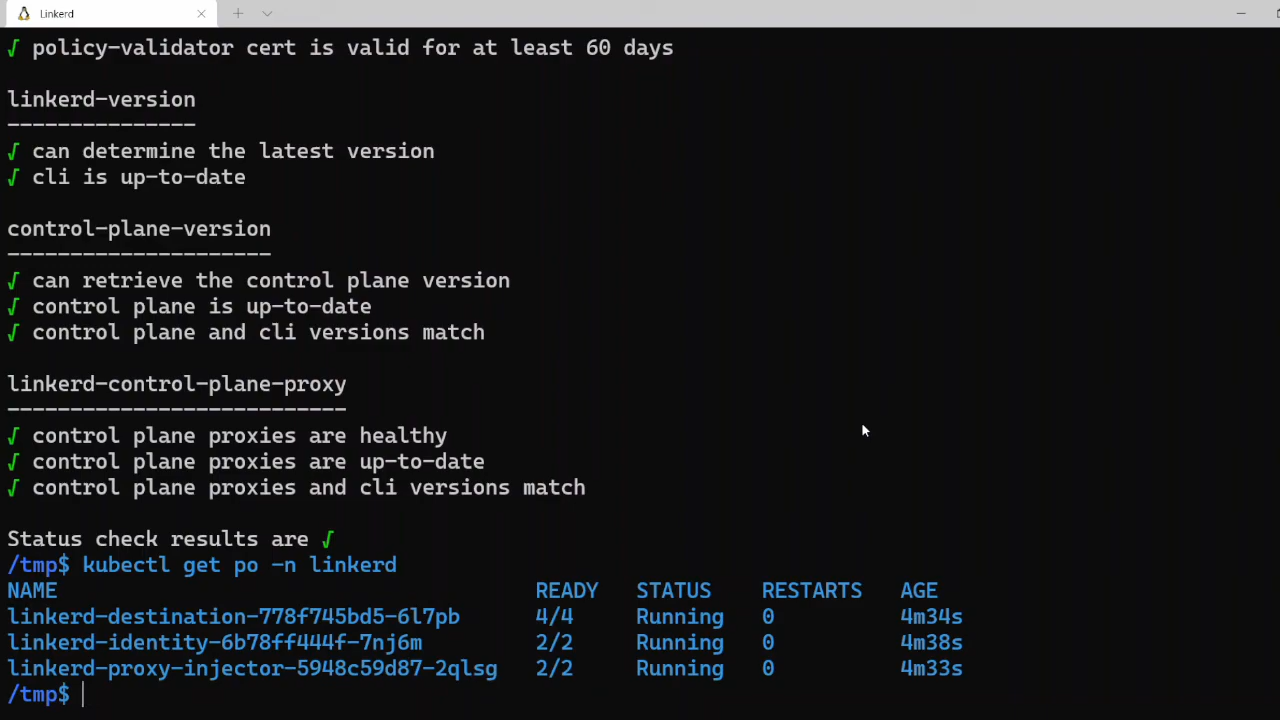 Linkerd
√ policy-validator cert is valid for at least 60 days
linkerd-version
---------------
√ can determine the latest version
√ cli is up-to-date
control-plane-version
---------------------
√ can retrieve the control plane version
√ control plane is up-to-date
√ control plane and cli versions match
linkerd-control-plane-proxy
---------------------------
√ control plane proxies are healthy
√ control plane proxies are up-to-date
√ control plane proxies and cli versions match
Status check results are √
/tmp$ kubectl get po -n linkerd
NAME READY STATUS RESTARTS AGE
linkerd-destination-778f745bd5-6l7pb 4/4 Running 0 4m34s
linkerd-identity-6b78ff444f-7nj6m 2/2 Running 0 4m38s
linkerd-proxy-injector-5948c59d87-2qlsg 2/2 Running 0 4m33s
/tmp$